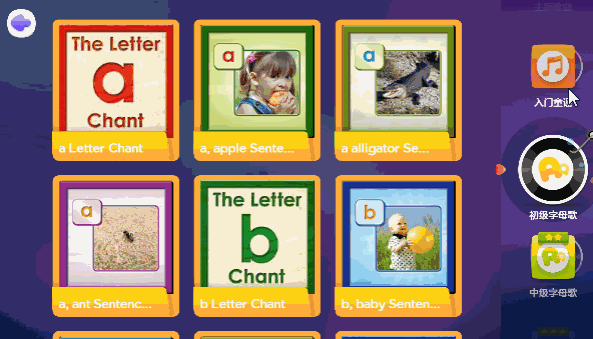 The Letter
a
Chant
a Letter Chant
a
a, apple Sente...
a
a alligator Se...
a
a, ant Sentenc...
The Letter
b
Chant
b Letter Chant
b
b, baby Senten...
入门童谣
初级字母歌
中级字母歌